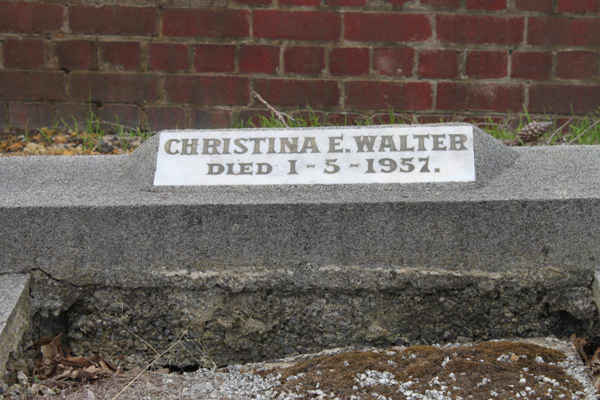 CHRISTINA E. WALTER
DIED 1-5-1957.